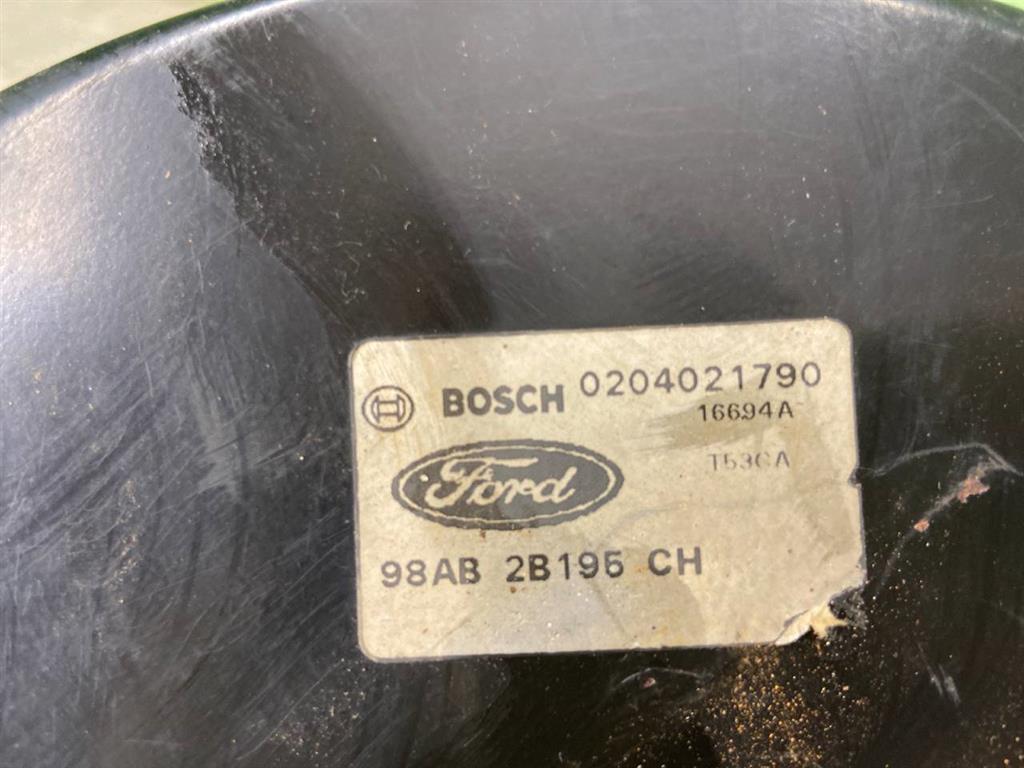 BOSCH 0204021790
16694A
T53CA
Ford
98AB 2B195 CH